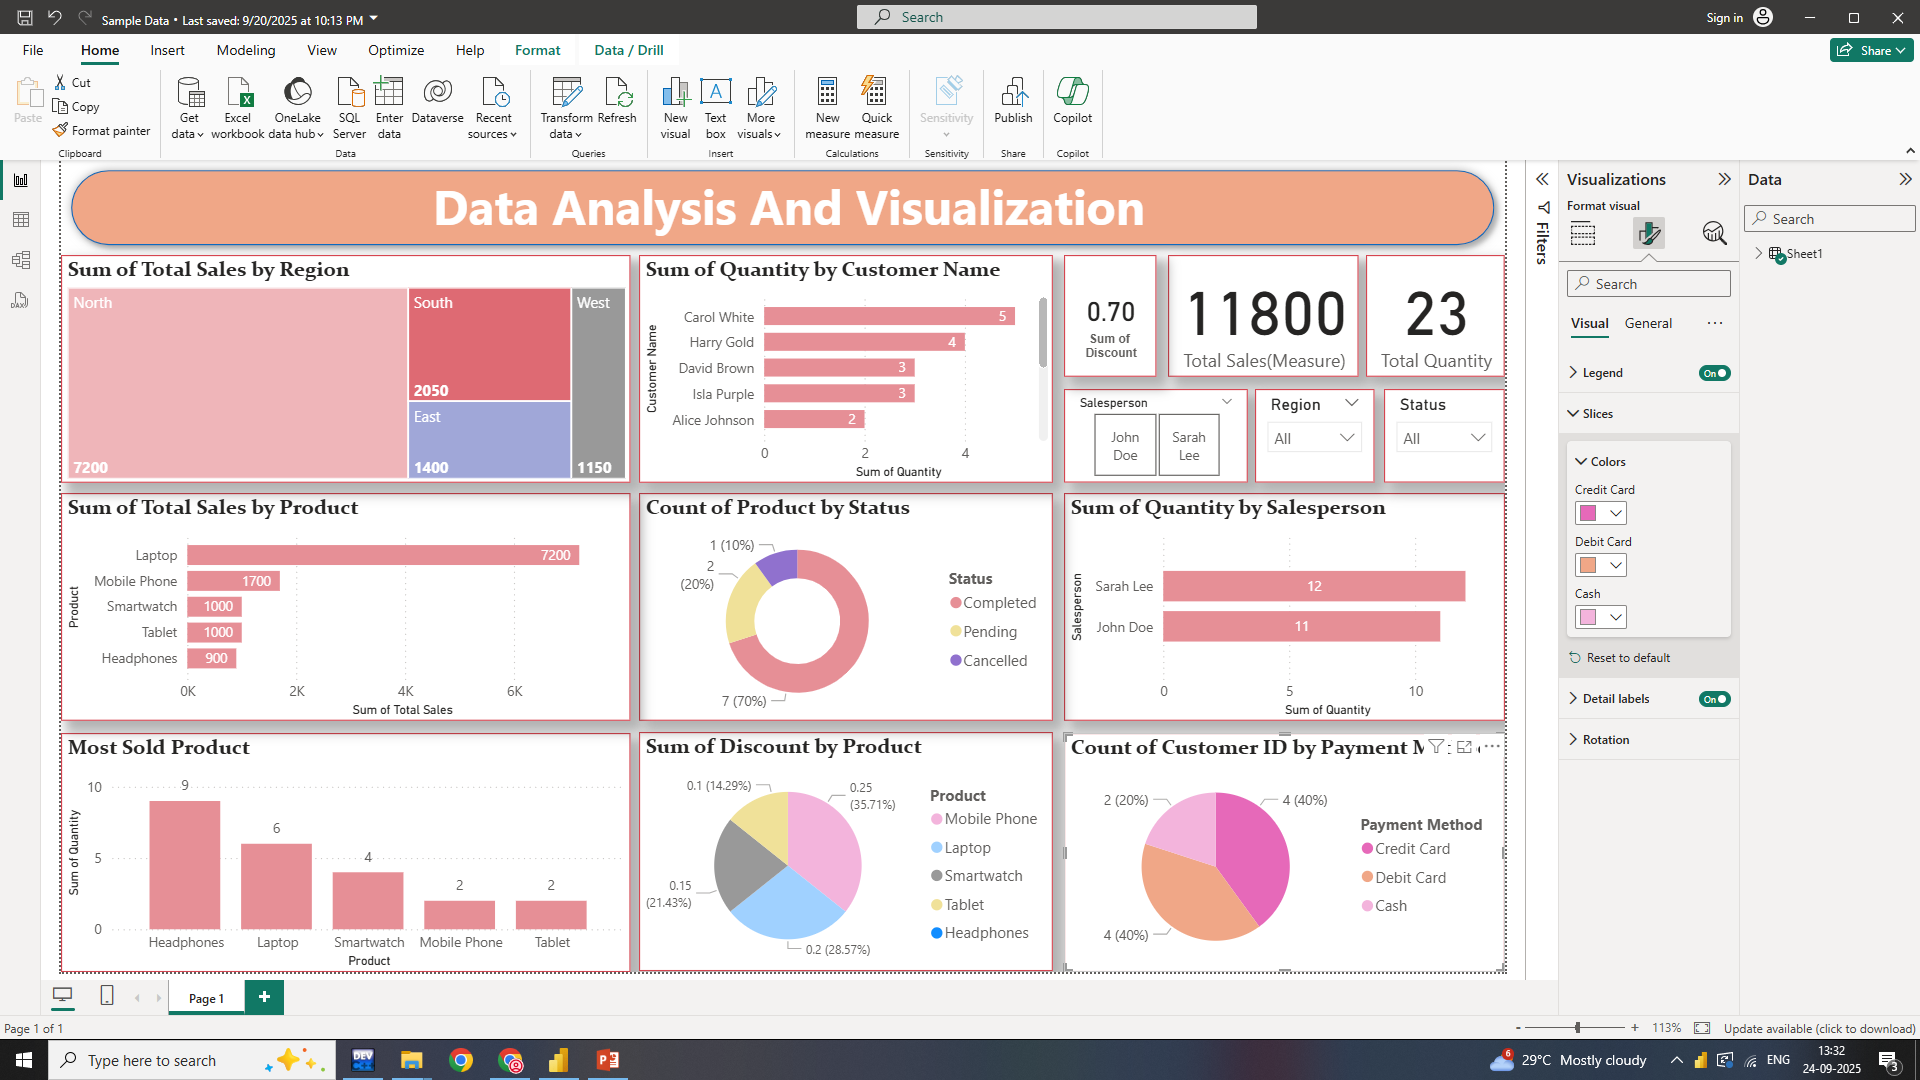 Sample Data • Last saved: 9/20/2025 at 10:13 PM
Search
Sign in
File
Home
Insert
Modeling
View
Optimize
Help
Format
Data / Drill
Share
Paste
Cut
Copy
Format painter
Clipboard
Get data
Excel workbook
OneLake data hub
SQL Server
Enter data
Dataverse
Recent sources
Data
Transform data
Refresh
Queries
New visual
Text box
More visuals
Insert
New measure
Quick measure
Calculations
Sensitivity
Sensitivity
Publish
Share
Copilot
Copilot
Data Analysis And Visualization
Sum of Total Sales by Region
North
7200
South
2050
East
1400
West
1150
Sum of Quantity by Customer Name
Customer Name
Carol White 5
Harry Gold 4
David Brown 3
Isla Purple 3
Alice Johnson 2
0 2 4
Sum of Quantity
0.70
Sum of
Discount
11800
Total Sales(Measure)
23
Total Quantity
Salesperson
John Doe
Sarah Lee
Region
All
Status
All
Sum of Total Sales by Product
Product
Laptop 7200
Mobile Phone 1700
Smartwatch 1000
Tablet 1000
Headphones 900
0K 2K 4K 6K
Sum of Total Sales
Count of Product by Status
1 (10%)
2
(20%)
7 (70%)
Status
Completed
Pending
Cancelled
Sum of Quantity by Salesperson
Salesperson
Sarah Lee 12
John Doe 11
0 5 10
Sum of Quantity
Most Sold Product
Sum of Quantity
10
5
0
9
6
4
2
2
Headphones Laptop Smartwatch Mobile Phone Tablet
Product
Sum of Discount by Product
0.1 (14.29%)
0.25
(35.71%)
0.15
(21.43%)
0.2 (28.57%)
Product
Mobile Phone
Laptop
Smartwatch
Tablet
Headphones
Count of Customer ID by Payment
2 (20%)
4 (40%)
4 (40%)
Payment Method
Credit Card
Debit Card
Cash
Filters
Visualizations
Format visual
Search
Visual
General
Legend
On
Slices
Colors
Credit Card
Debit Card
Cash
Reset to default
Detail labels
On
Rotation
Data
Search
Sheet1
Page 1
Page 1 of 1
- + 113%
Update available (click to download)
Type here to search
DEV
6
29°C Mostly cloudy
ENG
13:32
24-09-2025
3